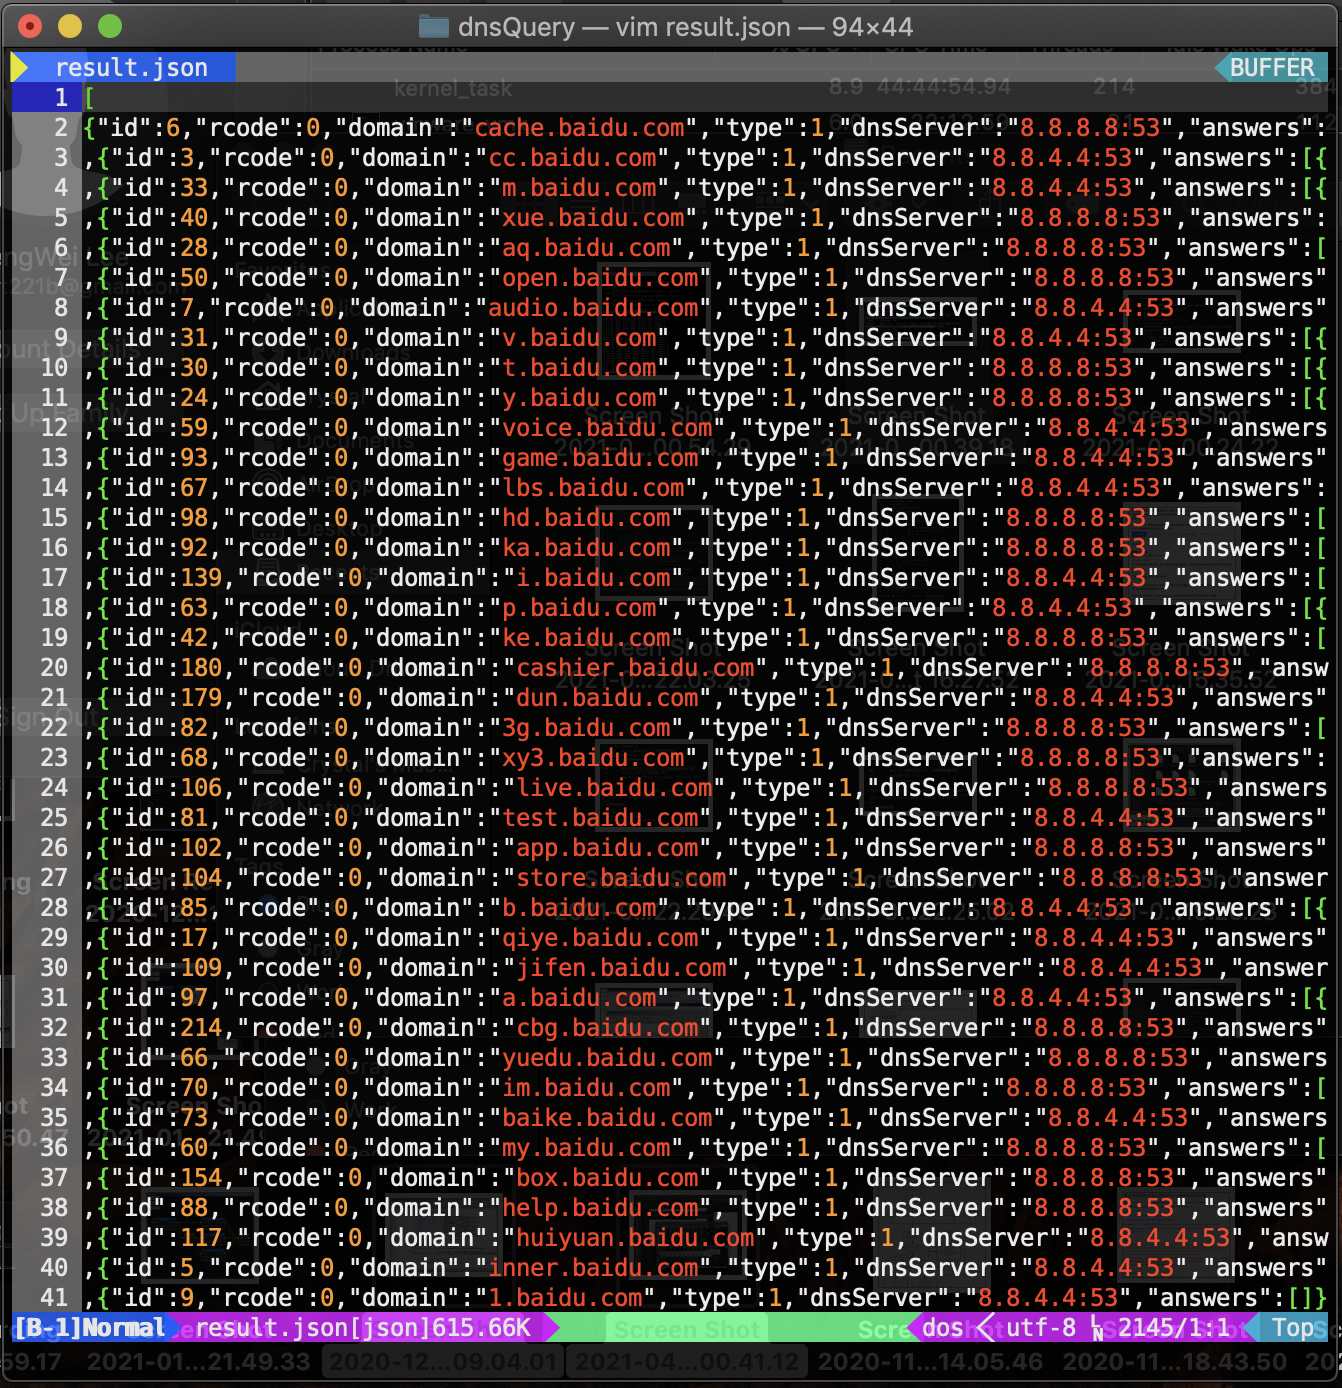 dnsQuery — vim result.json — 94×44
result.json BUFFER
1 [
2 {"id":6,"rcode":0,"domain":"cache.baidu.com","type":1,"dnsServer":"8.8.8.8:53","answers":
3 ,{"id":3,"rcode":0,"domain":"cc.baidu.com","type":1,"dnsServer":"8.8.4.4:53","answers":[{
4 ,{"id":33,"rcode":0,"domain":"m.baidu.com","type":1,"dnsServer":"8.8.4.4:53","answers":[{
5 ,{"id":40,"rcode":0,"domain":"xue.baidu.com","type":1,"dnsServer":"8.8.8.8:53","answers":
6 ,{"id":28,"rcode":0,"domain":"aq.baidu.com","type":1,"dnsServer":"8.8.8.8:53","answers":[
7 ,{"id":50,"rcode":0,"domain":"open.baidu.com","type":1,"dnsServer":"8.8.8.8:53","answers"
8 ,{"id":7,"rcode":0,"domain":"audio.baidu.com","type":1,"dnsServer":"8.8.4.4:53","answers"
9 ,{"id":31,"rcode":0,"domain":"v.baidu.com","type":1,"dnsServer":"8.8.4.4:53","answers":[{
10 ,{"id":30,"rcode":0,"domain":"t.baidu.com","type":1,"dnsServer":"8.8.8.8:53","answers":[{
11 ,{"id":24,"rcode":0,"domain":"y.baidu.com","type":1,"dnsServer":"8.8.8.8:53","answers":[{
12 ,{"id":59,"rcode":0,"domain":"voice.baidu.com","type":1,"dnsServer":"8.8.4.4:53","answers
13 ,{"id":93,"rcode":0,"domain":"game.baidu.com","type":1,"dnsServer":"8.8.4.4:53","answers"
14 ,{"id":67,"rcode":0,"domain":"lbs.baidu.com","type":1,"dnsServer":"8.8.4.4:53","answers":
15 ,{"id":98,"rcode":0,"domain":"hd.baidu.com","type":1,"dnsServer":"8.8.8.8:53","answers":[
16 ,{"id":92,"rcode":0,"domain":"ka.baidu.com","type":1,"dnsServer":"8.8.8.8:53","answers":[
17 ,{"id":139,"rcode":0,"domain":"i.baidu.com","type":1,"dnsServer":"8.8.4.4:53","answers":[
18 ,{"id":63,"rcode":0,"domain":"p.baidu.com","type":1,"dnsServer":"8.8.4.4:53","answers":[{
19 ,{"id":42,"rcode":0,"domain":"ke.baidu.com","type":1,"dnsServer":"8.8.8.8:53","answers":[
20 ,{"id":180,"rcode":0,"domain":"cashier.baidu.com","type":1,"dnsServer":"8.8.8.8:53","answ
21 ,{"id":179,"rcode":0,"domain":"dun.baidu.com","type":1,"dnsServer":"8.8.4.4:53","answers"
22 ,{"id":82,"rcode":0,"domain":"3g.baidu.com","type":1,"dnsServer":"8.8.8.8:53","answers":[
23 ,{"id":68,"rcode":0,"domain":"xy3.baidu.com","type":1,"dnsServer":"8.8.8.8:53","answers":
24 ,{"id":106,"rcode":0,"domain":"live.baidu.com","type":1,"dnsServer":"8.8.8.8:53","answers
25 ,{"id":81,"rcode":0,"domain":"test.baidu.com","type":1,"dnsServer":"8.8.4.4:53","answers"
26 ,{"id":102,"rcode":0,"domain":"app.baidu.com","type":1,"dnsServer":"8.8.8.8:53","answers"
27 ,{"id":104,"rcode":0,"domain":"store.baidu.com","type":1,"dnsServer":"8.8.8.8:53","answer
28 ,{"id":85,"rcode":0,"domain":"b.baidu.com","type":1,"dnsServer":"8.8.4.4:53","answers":[{
29 ,{"id":17,"rcode":0,"domain":"qiye.baidu.com","type":1,"dnsServer":"8.8.4.4:53","answers"
30 ,{"id":109,"rcode":0,"domain":"jifen.baidu.com","type":1,"dnsServer":"8.8.4.4:53","answer
31 ,{"id":97,"rcode":0,"domain":"a.baidu.com","type":1,"dnsServer":"8.8.4.4:53","answers":[{
32 ,{"id":214,"rcode":0,"domain":"cbg.baidu.com","type":1,"dnsServer":"8.8.8.8:53","answers"
33 ,{"id":66,"rcode":0,"domain":"yuedu.baidu.com","type":1,"dnsServer":"8.8.8.8:53","answers
34 ,{"id":70,"rcode":0,"domain":"im.baidu.com","type":1,"dnsServer":"8.8.8.8:53","answers":[
35 ,{"id":73,"rcode":0,"domain":"baike.baidu.com","type":1,"dnsServer":"8.8.4.4:53","answers
36 ,{"id":60,"rcode":0,"domain":"my.baidu.com","type":1,"dnsServer":"8.8.8.8:53","answers":[
37 ,{"id":154,"rcode":0,"domain":"box.baidu.com","type":1,"dnsServer":"8.8.4.4:53","answers"
38 ,{"id":88,"rcode":0,"domain":"help.baidu.com","type":1,"dnsServer":"8.8.8.8:53","answers"
39 ,{"id":117,"rcode":0,"domain":"huiyuan.baidu.com","type":1,"dnsServer":"8.8.4.4:53","answ
40 ,{"id":5,"rcode":0,"domain":"inner.baidu.com","type":1,"dnsServer":"8.8.4.4:53","answers"
41 ,{"id":9,"rcode":0,"domain":"1.baidu.com","type":1,"dnsServer":"8.8.4.4:53","answers":[]}
[B-1]Normal result.json[json]615.66K dos utf-8 2145/1:1 Top
59.17 2021-01...21.49.33 2020-12...09.04.01 2021-04...00.41.12 2020-11...14.05.46 2020-11...18.43.50